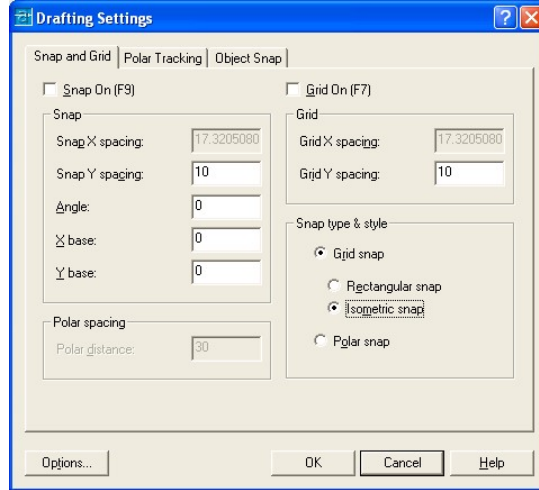 Drafting Settings
Snap and Grid Polar Tracking Object Snap
Snap On (F9)
Grid On (F7)
Snap
Snap X spacing: 17.3205080
Snap Y spacing: 10
Angle: 0
X base: 0
Y base: 0
Grid
Grid X spacing: 17.3205080
Grid Y spacing: 10
Snap type & style
Grid snap
Rectangular snap
Isometric snap
Polar snap
Polar spacing
Polar distance: 30
Options... OK Cancel Help